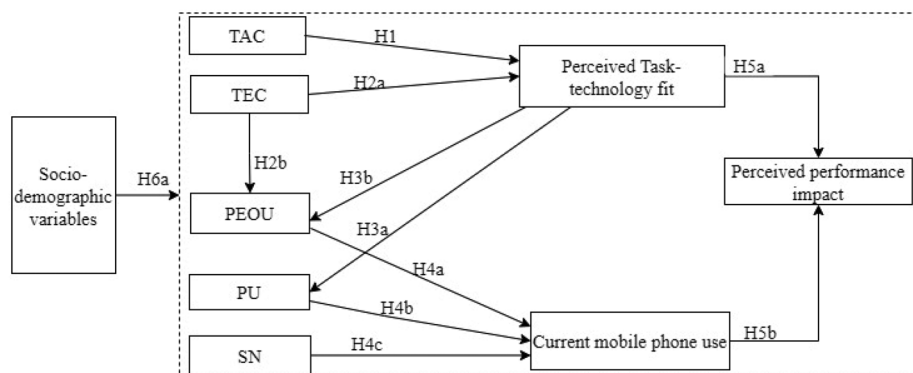 TAC
H1
TEC
H2a
Perceived Task-
technology fit
H5a
Socio-
demographic
variables
H6a
H2b
H3b
PEOU
Perceived performance
impact
H3a
H4a
PU
H4b
SN
H4c
Current mobile phone use
H5b